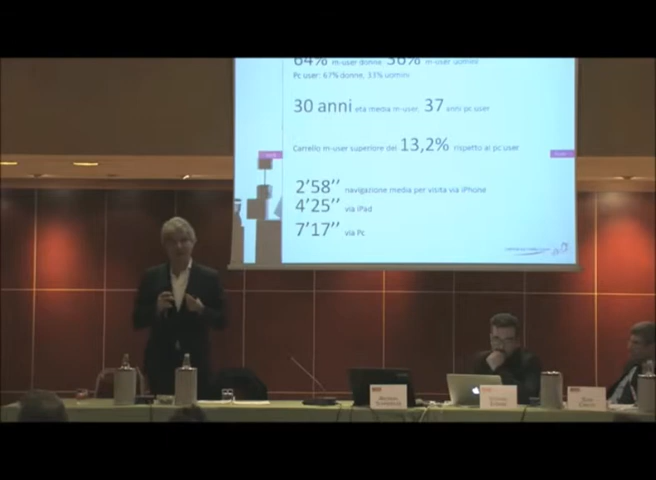 64% m-user donne 36% m-user uomini
Pc user: 67% donne, 33% uomini
30 anni età media m-user, 37 anni pc user
Carrello m-user superiore del 13,2% rispetto al pc user
2’58’’ navigazione media per visita via iPhone
4’25’’ via iPad
7’17’’ via Pc